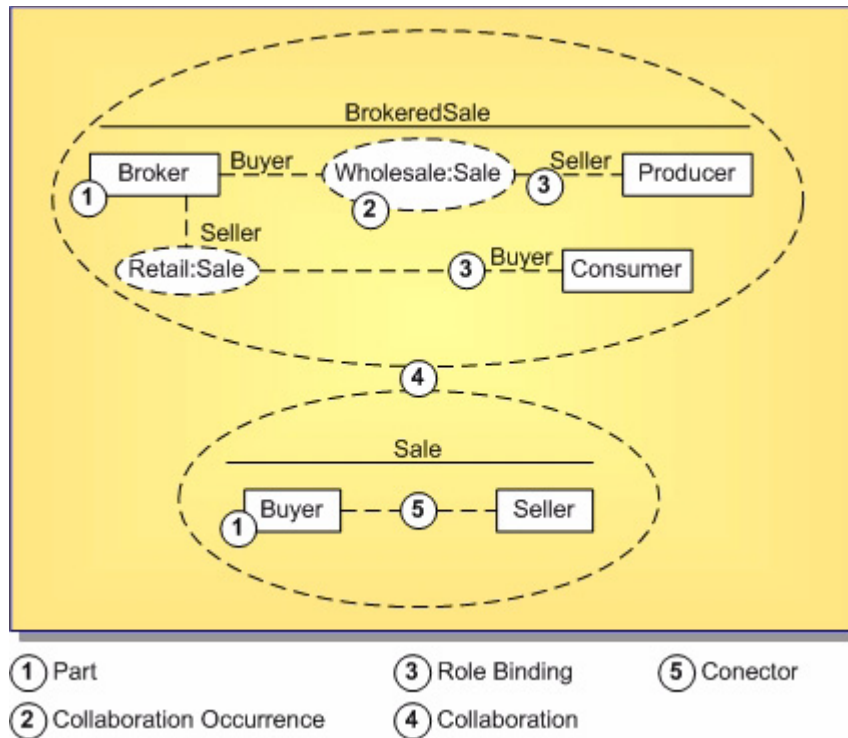 BrokeredSale
Broker Buyer Wholesale:Sale Seller Producer
1 2 3
Seller
Retail:Sale 3 Buyer Consumer
4
Sale
Buyer 5 Seller
1
1 Part 3 Role Binding 5 Conector
2 Collaboration Occurrence 4 Collaboration